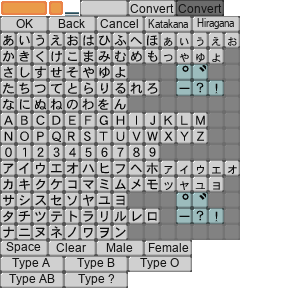 Convert Convert
OK Back Cancel Katakana Hiragana
あいうえおはひふへほぁぃぅぇぉ
かきくけこまみむめもっゃゅょ
さしすせそやゆよ ° ゛
たちつてとらりるれろ ー?!
なにぬねのわをん
ABCDEFGHIJKLM
NOPQRSTUVWXYZ
0123456789
アイウエオハヒフヘホァィゥェォ
カキクケコマミムメモッャュョ
サシスセソヤユヨ ° ゛
タチツテトラリルレロ ー?!
ナニヌネノワヲン
Space Clear Male Female
Type A Type B Type O
Type AB Type ?